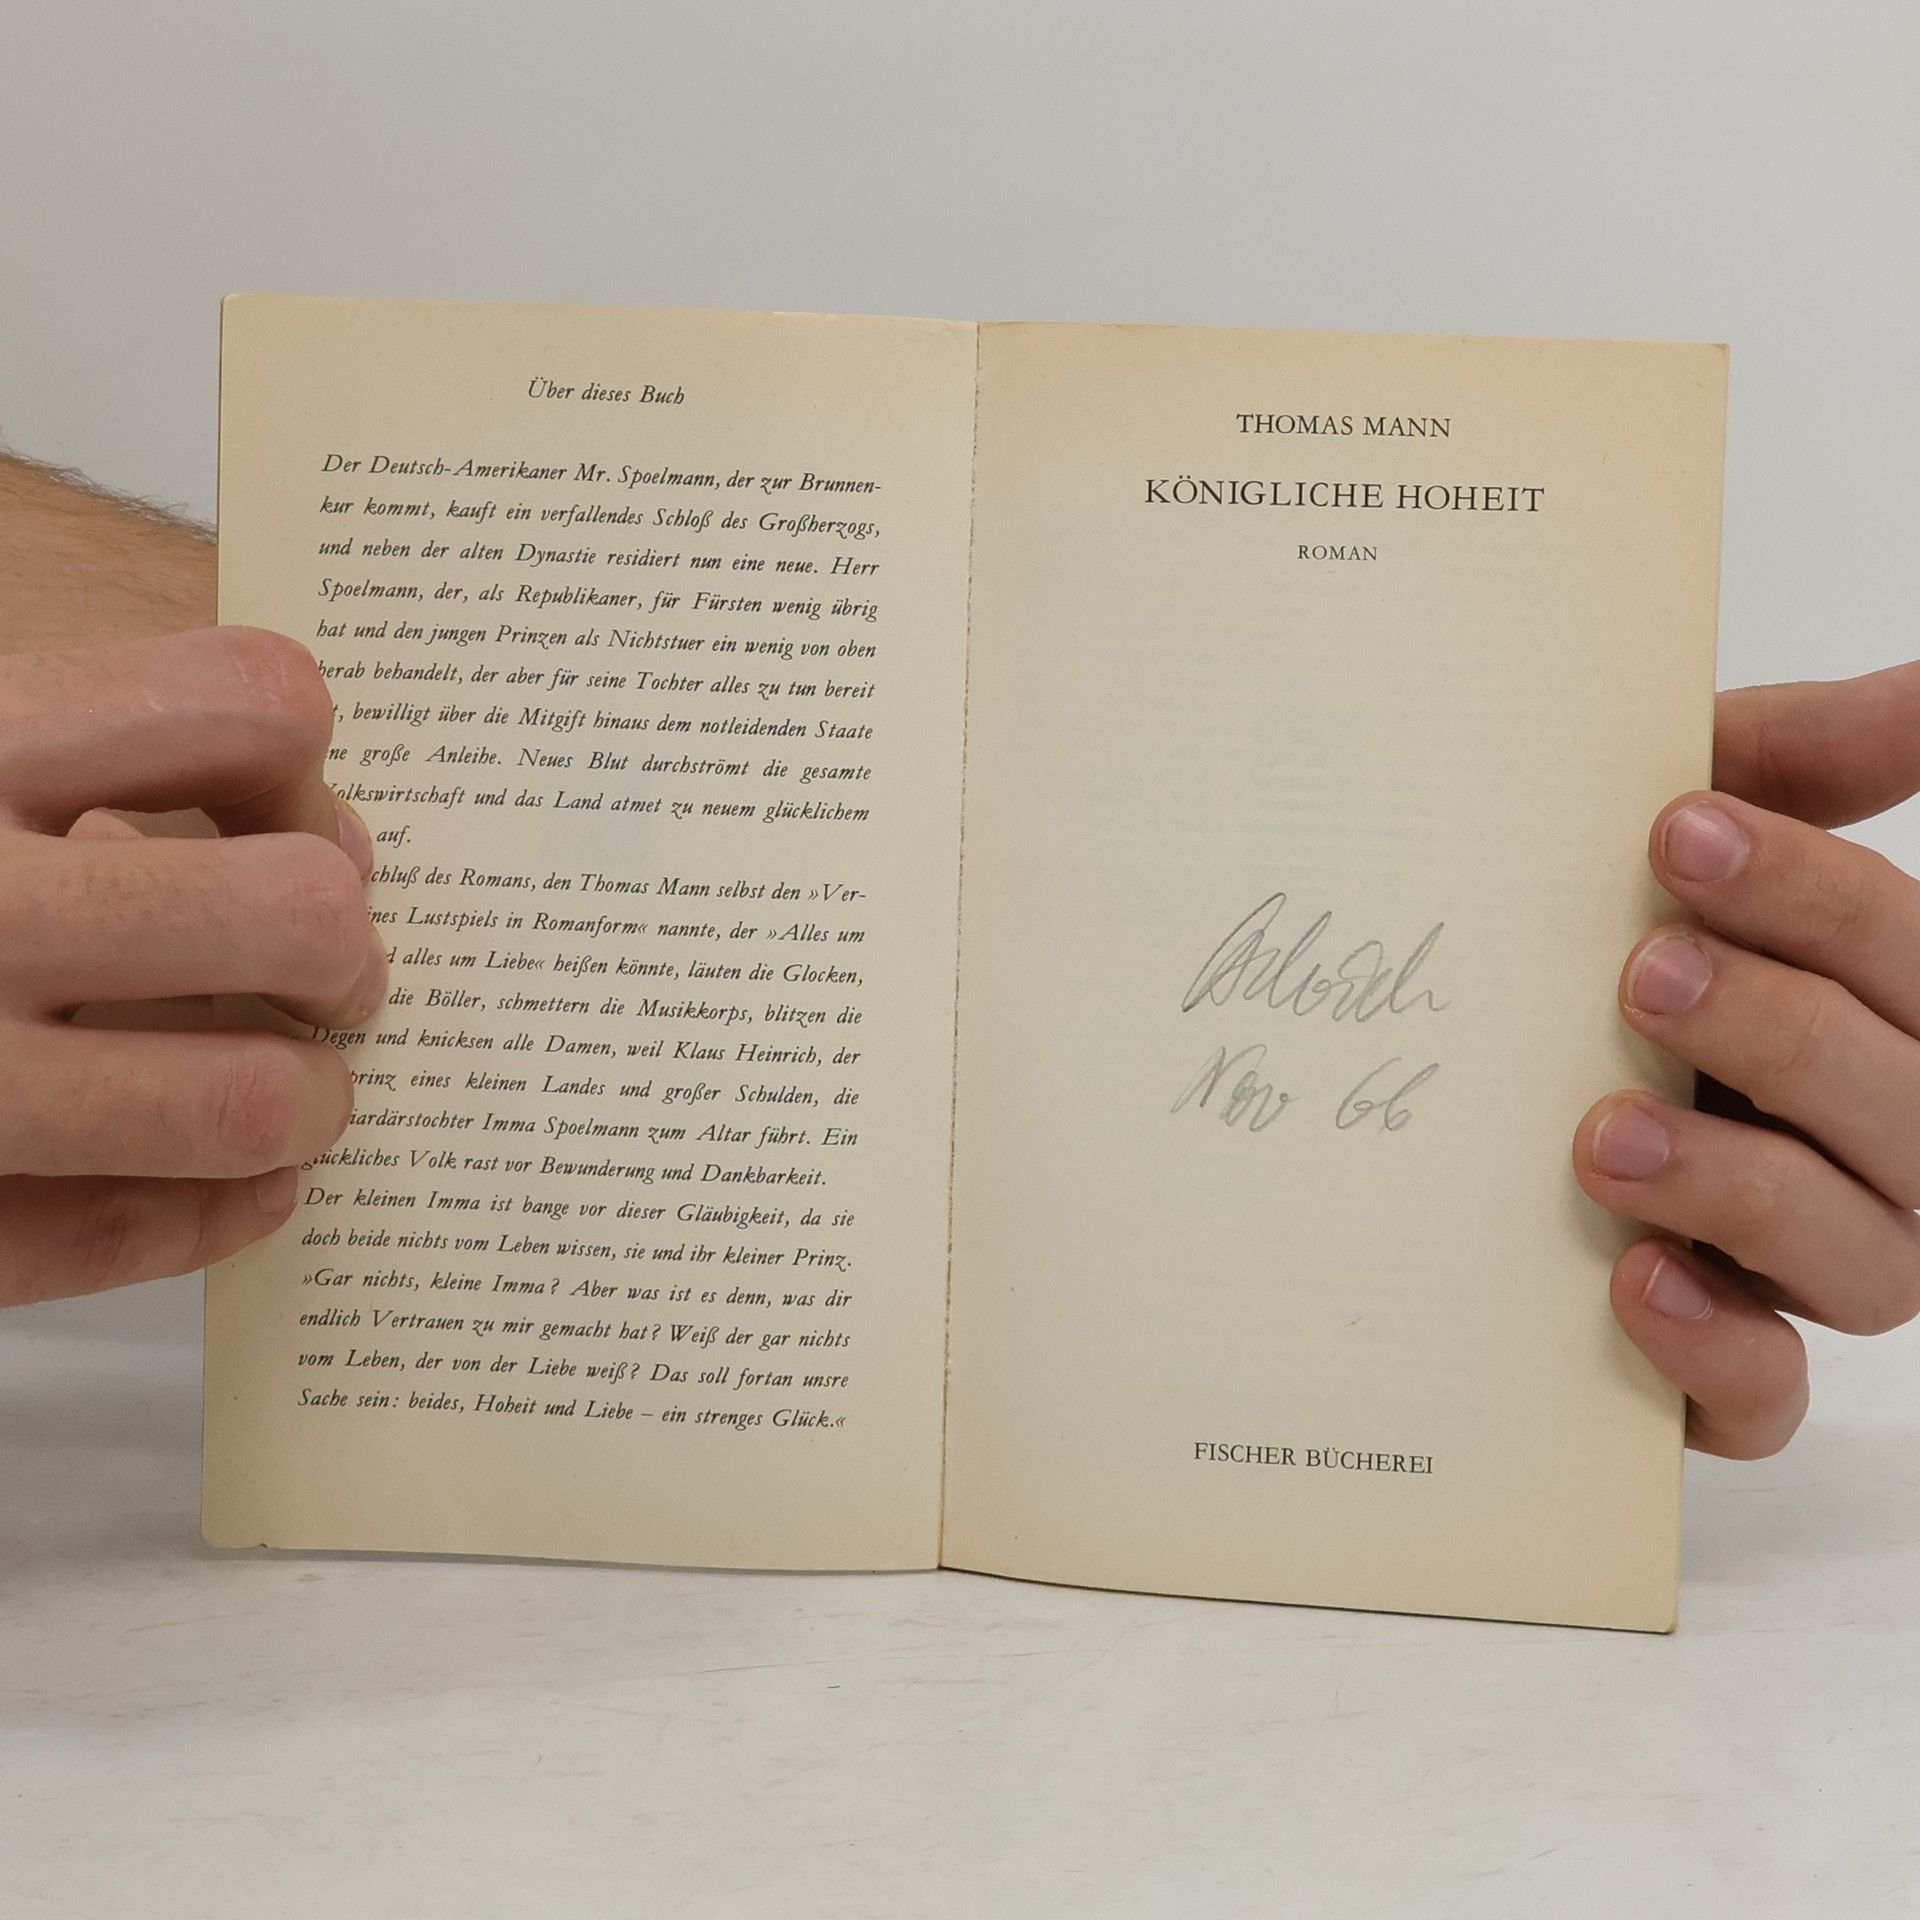 Über dieses Buch
Der Deutsch-Amerikaner Mr. Spoelmann, der zur Brunnen-
kur kommt, kauft ein verfallendes Schloß des Großherzogs,
und neben der alten Dynastie residiert nun eine neue. Herr
Spoelmann, der, als Republikaner, für Fürsten wenig übrig
hat und den jungen Prinzen als Nichtstuer ein wenig von oben
herab behandelt, der aber für seine Tochter alles zu tun bereit
t, bewilligt über die Mitgift hinaus dem notleidenden Staate
ne große Anleihe. Neues Blut durchströmt die gesamte
Volkswirtschaft und das Land atmet zu neuem glücklichem
auf.
chluß des Romans, den Thomas Mann selbst den »Ver-
ines Lustspiels in Romanform« nannte, der »Alles um
d alles um Liebe« heißen könnte, läuten die Glocken,
die Böller, schmettern die Musikkorps, blitzen die
Degen und knicksen alle Damen, weil Klaus Heinrich, der
prinz eines kleinen Landes und großer Schulden, die
iardärstochter Imma Spoelmann zum Altar führt. Ein
glückliches Volk rast vor Bewunderung und Dankbarkeit.
Der kleinen Imma ist bange vor dieser Gläubigkeit, da sie
doch beide nichts vom Leben wissen, sie und ihr kleiner Prinz.
»Gar nichts, kleine Imma? Aber was ist es denn, was dir
endlich Vertrauen zu mir gemacht hat? Weiß der gar nichts
vom Leben, der von der Liebe weiß? Das soll fortan unsre
Sache sein: beides, Hoheit und Liebe – ein strenges Glück.«
THOMAS MANN
KÖNIGLICHE HOHEIT
ROMAN
Nov 66
FISCHER BÜCHEREI